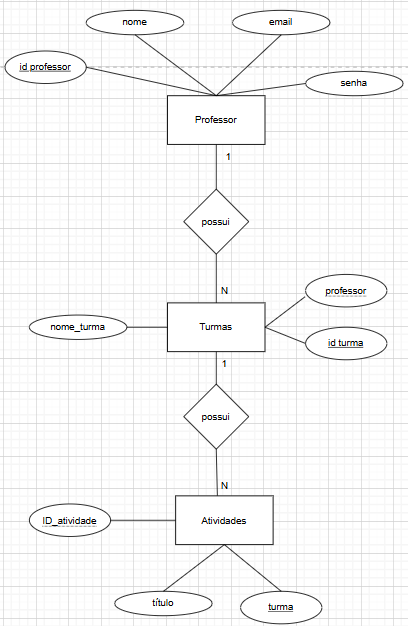 nome
email
id professor
senha
Professor
1
possui
N
professor
nome_turma
Turmas
id turma
1
possui
N
ID_atividade
Atividades
título
turma